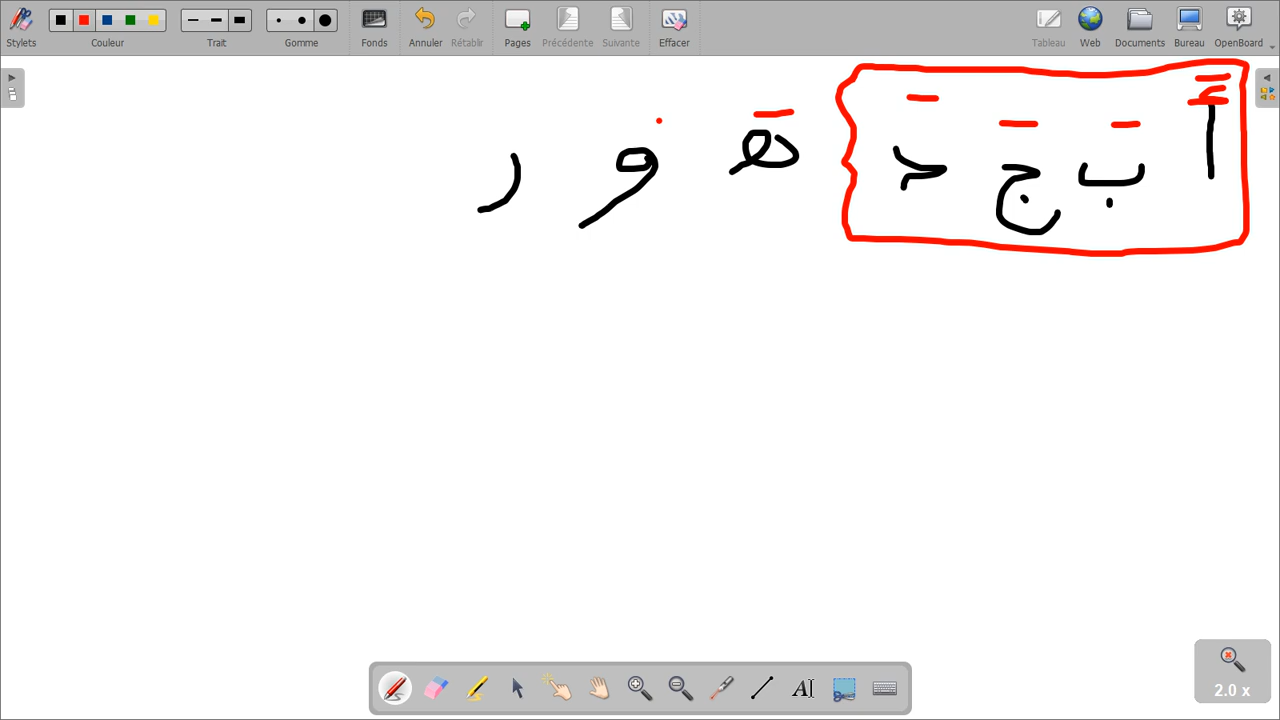 Stylets Couleur Trait Gomme Fonds Annuler Rétablir Pages Précédente Suivante Effacer Tableau Web Documents Bureau OpenBoard
أَ بَ جَ دَ هَ و ر
2.0 x